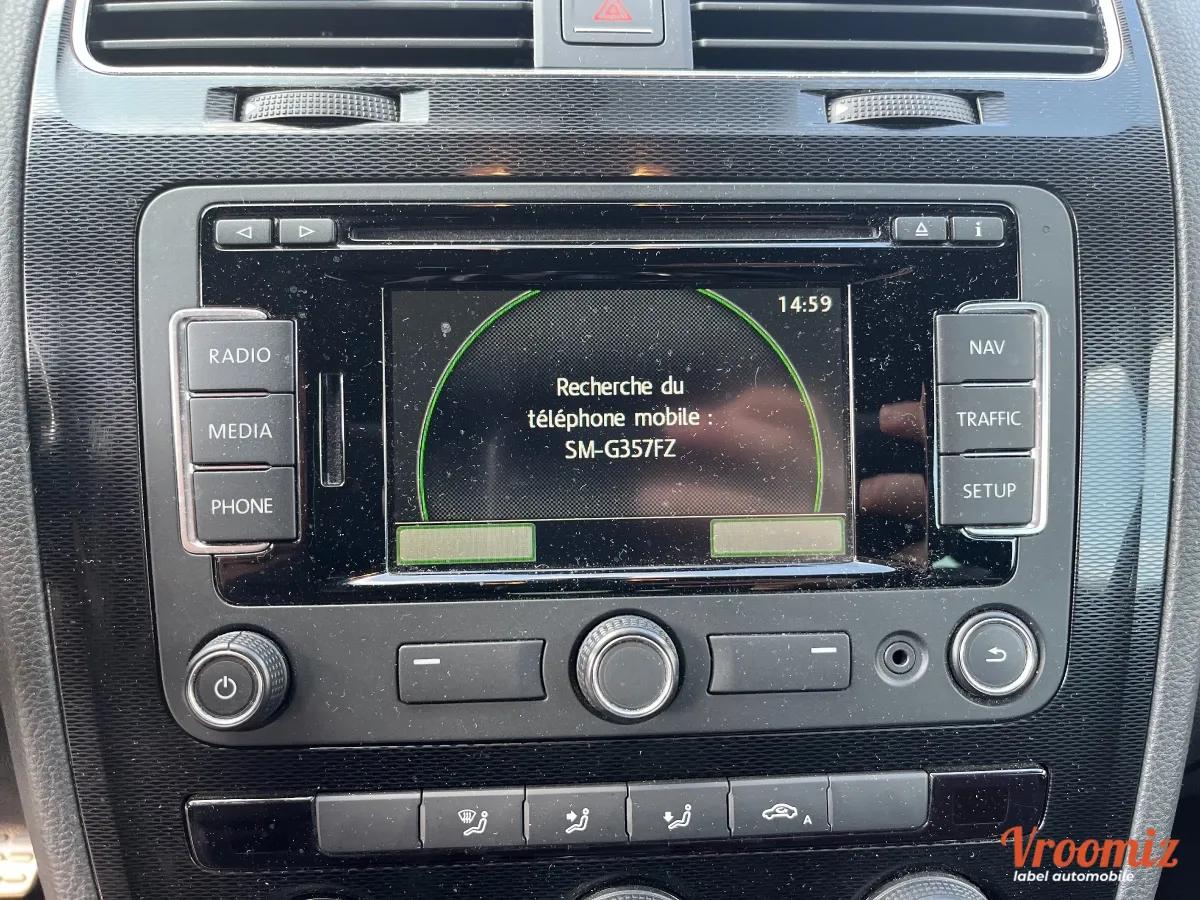 i
14:59
RADIO
MEDIA
PHONE
Recherche du
téléphone mobile :
SM-G357FZ
NAV
TRAFFIC
SETUP
A
Vroomiz
label automobile